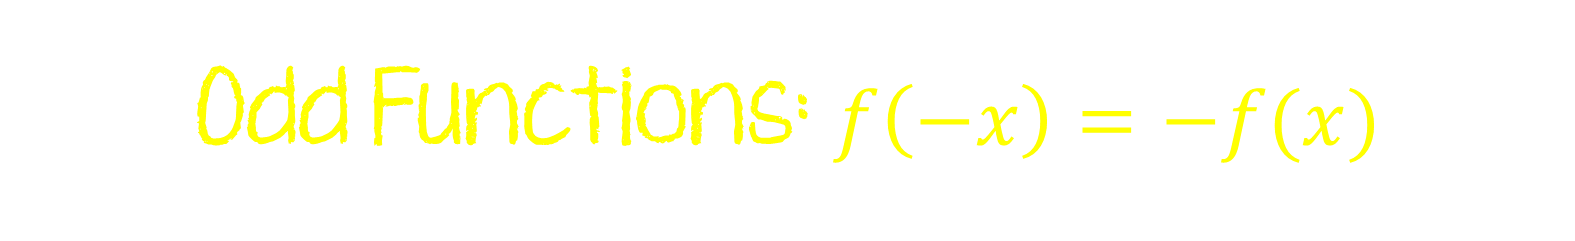 Odd Functions: f(−x) = −f(x)